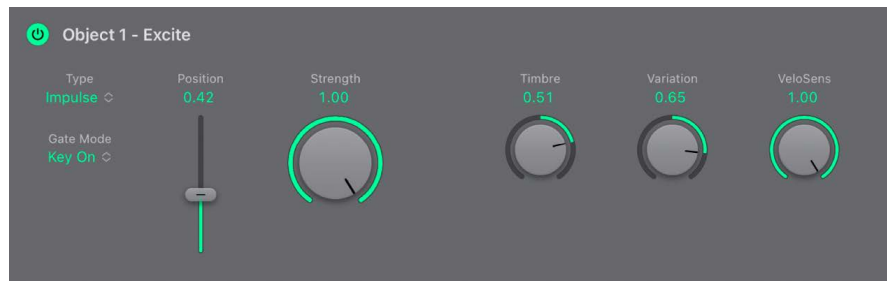 Object 1 - Excite
Type
Impulse
Position
0.42
Strength
1.00
Timbre
0.51
Variation
0.65
VeloSens
1.00
Gate Mode
Key On